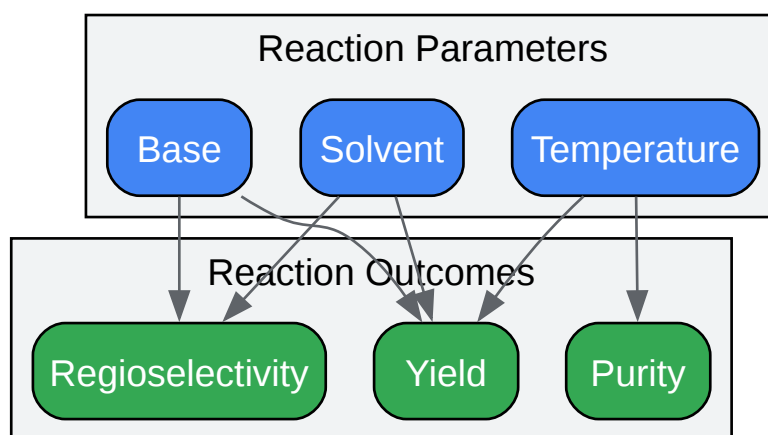 Reaction Parameters
Base Solvent Temperature
Reaction Outcomes
Regioselectivity Yield Purity